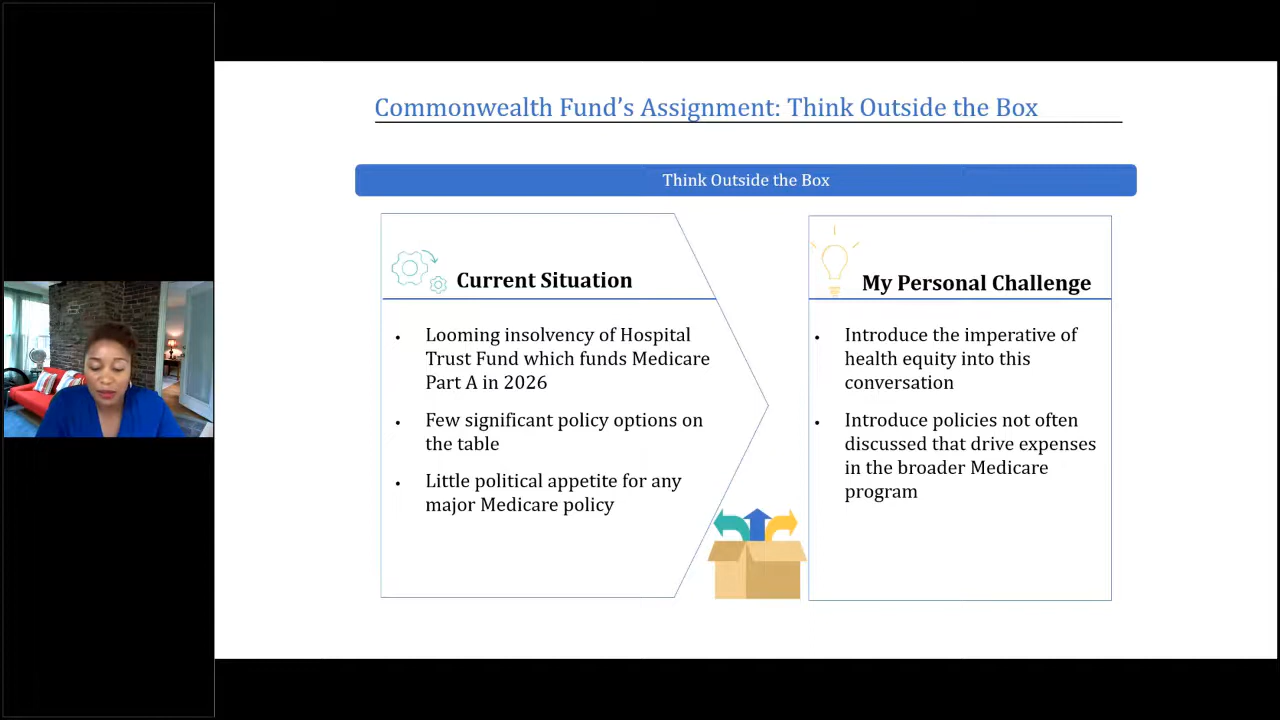 Commonwealth Fund’s Assignment: Think Outside the Box
Think Outside the Box
Current Situation
• Looming insolvency of Hospital
Trust Fund which funds Medicare
Part A in 2026
• Few significant policy options on
the table
• Little political appetite for any
major Medicare policy
My Personal Challenge
• Introduce the imperative of
health equity into this
conversation
• Introduce policies not often
discussed that drive expenses
in the broader Medicare
program